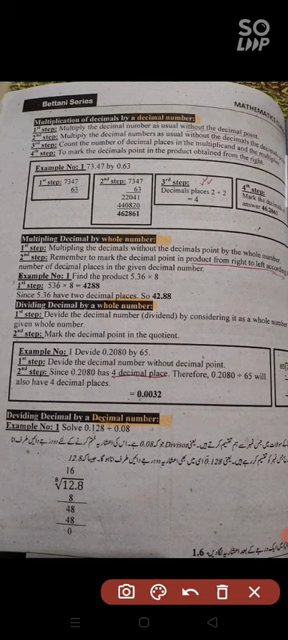 SO
LOOP
Bettani Series
MATHEMATICS
Multiplication of decimals by a decimal number:
1st step: Multiply the decimal number as usual without the decimal point.
2nd step: Multiply the decimal numbers as usual without the decimals
3rd step: Count the number of decimal places in the multiplicand and the
4th step: To mark the decimals point in the product obtained from the right.
Example No: 1 73.47 by 0.63
1st step: 7347
63
2nd step: 7347
63
22041
440820
462861
3rd step:
Decimals places 2 + 2
= 4
4th step:
Mark the
answer
Multipling Decimal by whole number:
1st step: Multipling the decimals without the decimals point by the whole number.
2nd step: Remember to mark the decimal point in product from right to left according
number of decimal places in the given decimal number.
Example No: 1 Find the product 5.36 × 8
1st step: 536 × 8 = 4288
Since 5.36 have two decimal places. So 42.88
Dividing Decimal by a whole number:
1st step: Devide the decimal number (dividend) by considering it as a whole number
given whole number.
2nd step: Mark the decimal point in the quotient.
Example No: 1 Devide 0.2080 by 65.
1st step: Devide the decimal number without decimal point.
2nd step: Since 0.2080 has 4 decimal place. Therefore, 0.2080 ÷ 65 will
also have 4 decimal places.
= 0.0032
Deviding Decimal by a Decimal number:
Example No: 1 Solve 0.128 ÷ 0.08
16
8√12.8
8
48
48
0